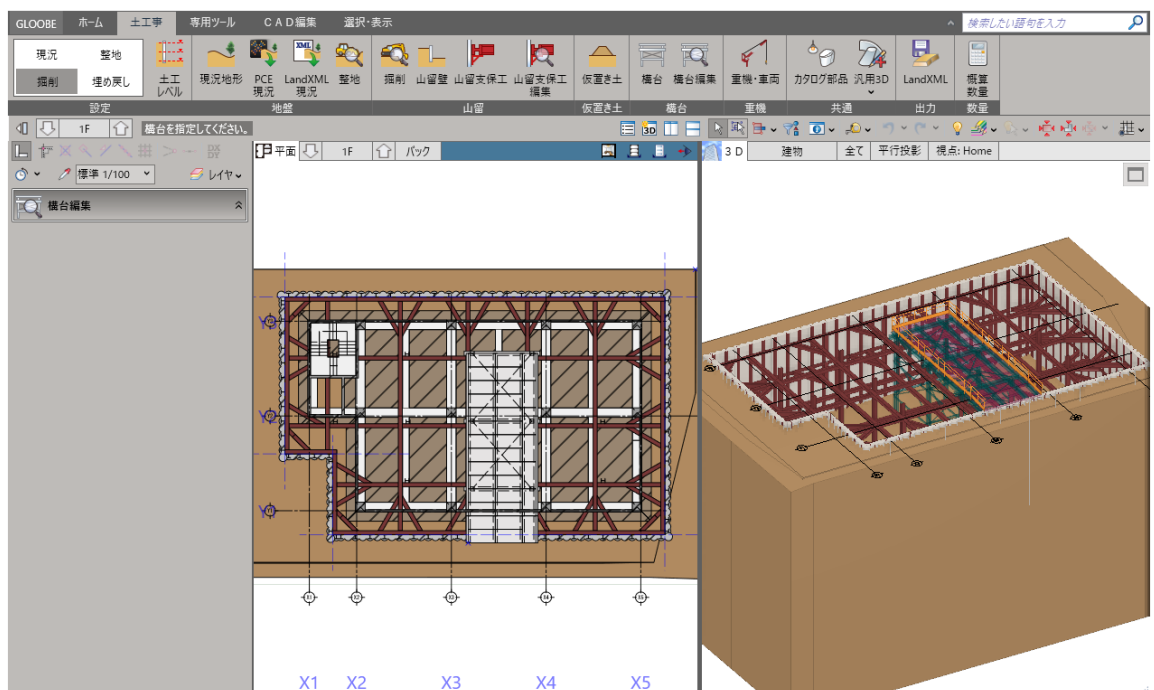 GLOOBE ホーム 土工事 専用ツール CAD編集 選択・表示 検索したい語句を入力
現況 整地
掘削 埋め戻し
土工
レベル
現況地形
PCE
現況
LandXML
現況
整地
掘削
山留壁
山留支保工
山留支保工
編集
仮置き土
構台
構台編集
重機・車両
カタログ部品
汎用3D
LandXML
概算
数量
設定 地盤 山留 仮置き土 構台 重機 共通 出力 数量
1F 構台を指定してください。
平面 1F バック
3D 建物 全て 平行投影 視点: Home
標準 1/100 レイヤ
構台編集
X1 X2 X3 X4 X5
X1 X2 X3 X4 X5